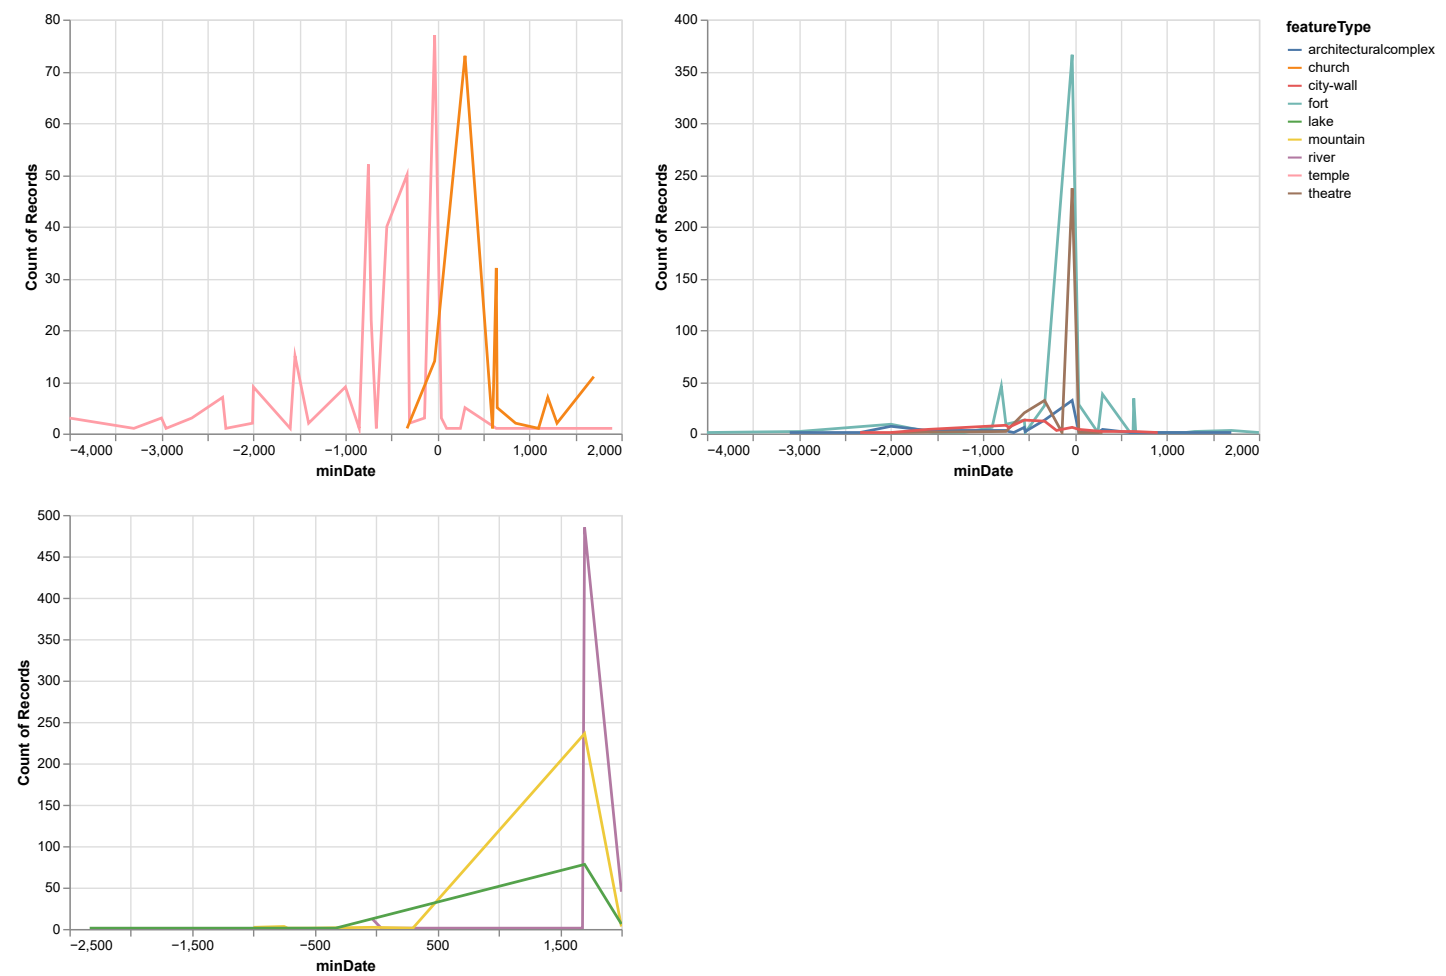 80
70
60
50
40
30
20
10
0
Count of Records
−4,000 −3,000 −2,000 −1,000 0 1,000 2,000
minDate
400
350
300
250
200
150
100
50
0
Count of Records
−4,000 −3,000 −2,000 −1,000 0 1,000 2,000
minDate
featureType
architecturalcomplex
church
city-wall
fort
lake
mountain
river
temple
theatre
500
450
400
350
300
250
200
150
100
50
0
Count of Records
−2,500 −1,500 −500 500 1,500
minDate